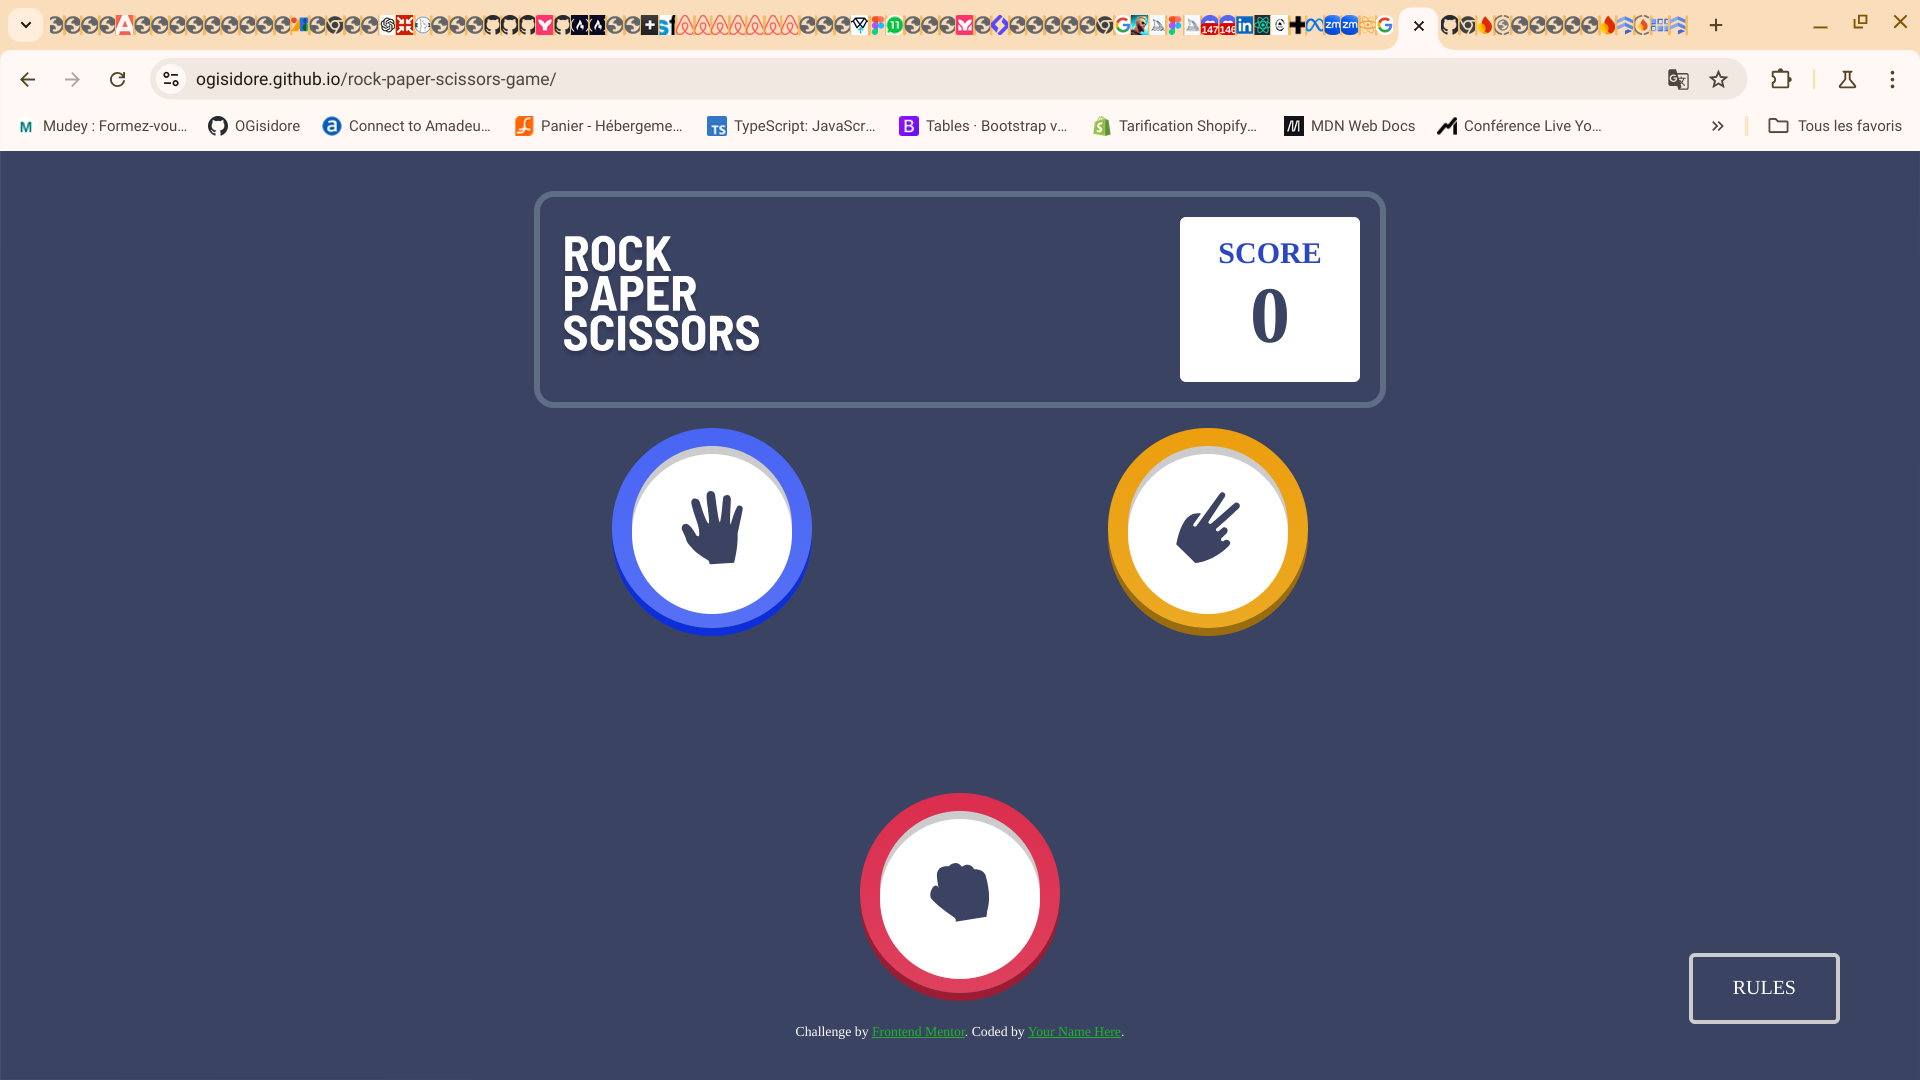 ogisidore.github.io/rock-paper-scissors-game/
Mudey : Formez-vou...
OGisidore
Connect to Amadeu...
Panier - Hébergeme...
TypeScript: JavaScr...
Tables · Bootstrap v...
Tarification Shopify...
MDN Web Docs
Conférence Live Yo...
Tous les favoris
ROCK
PAPER
SCISSORS
SCORE
0
RULES
Challenge by Frontend Mentor. Coded by Your Name Here.